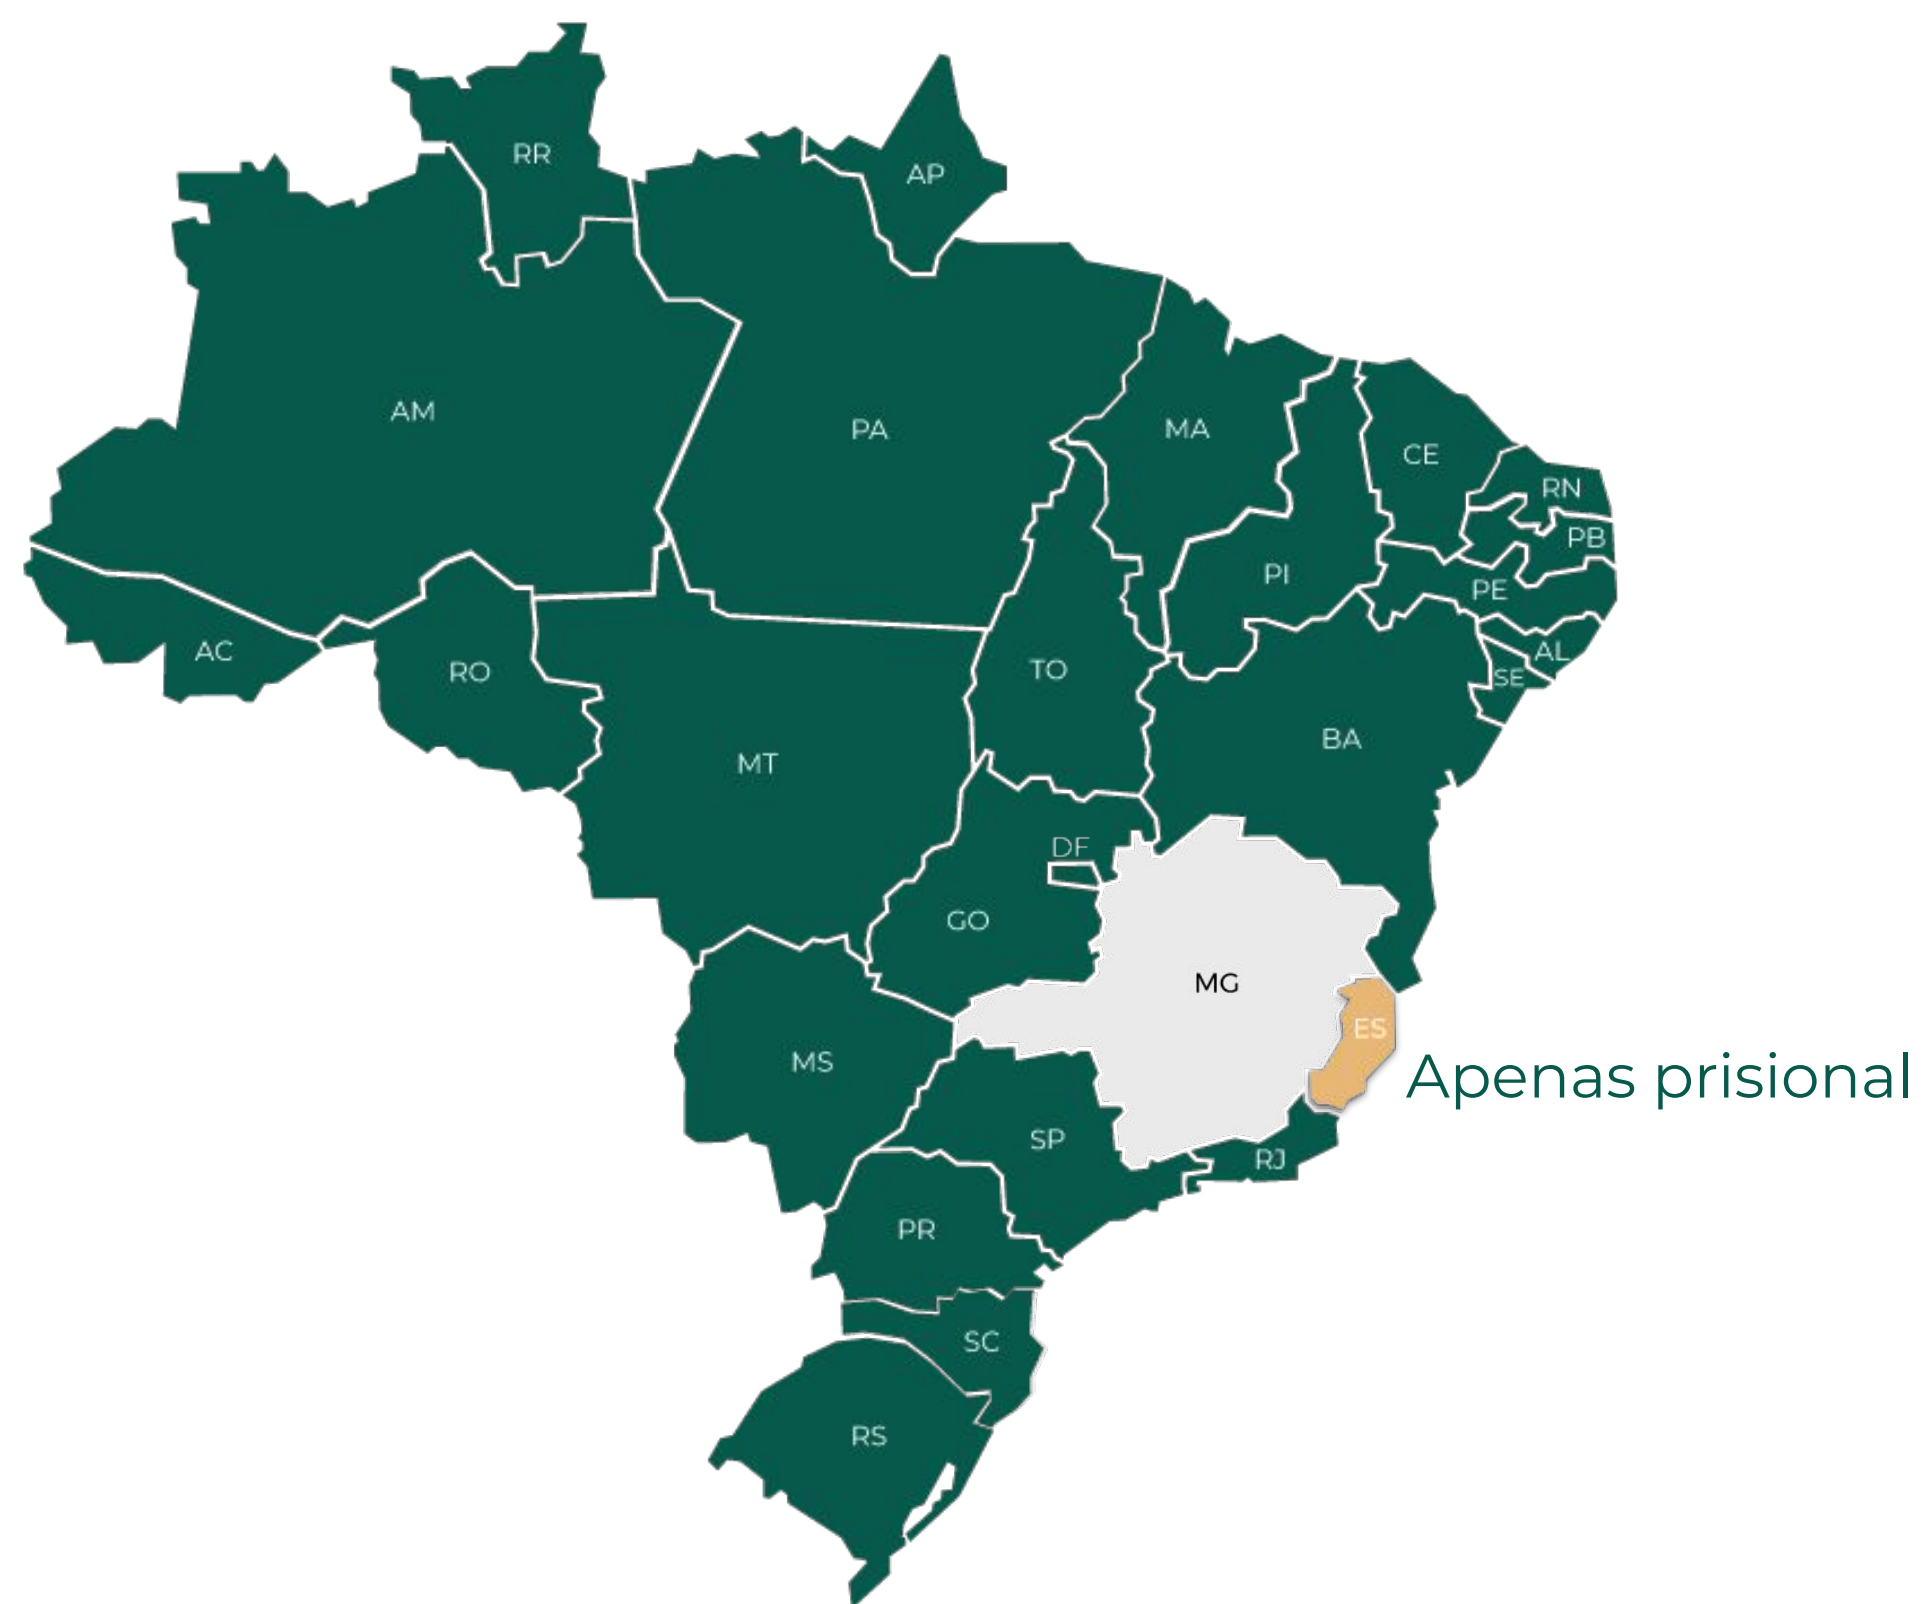 RR
AP
AM
PA
MA
CE
RN
PB
PI
PE
AC
RO
TO
AL
SE
BA
MT
DF
GO
MG
ES
Apenas prisional
MS
SP
RJ
PR
SC
RS